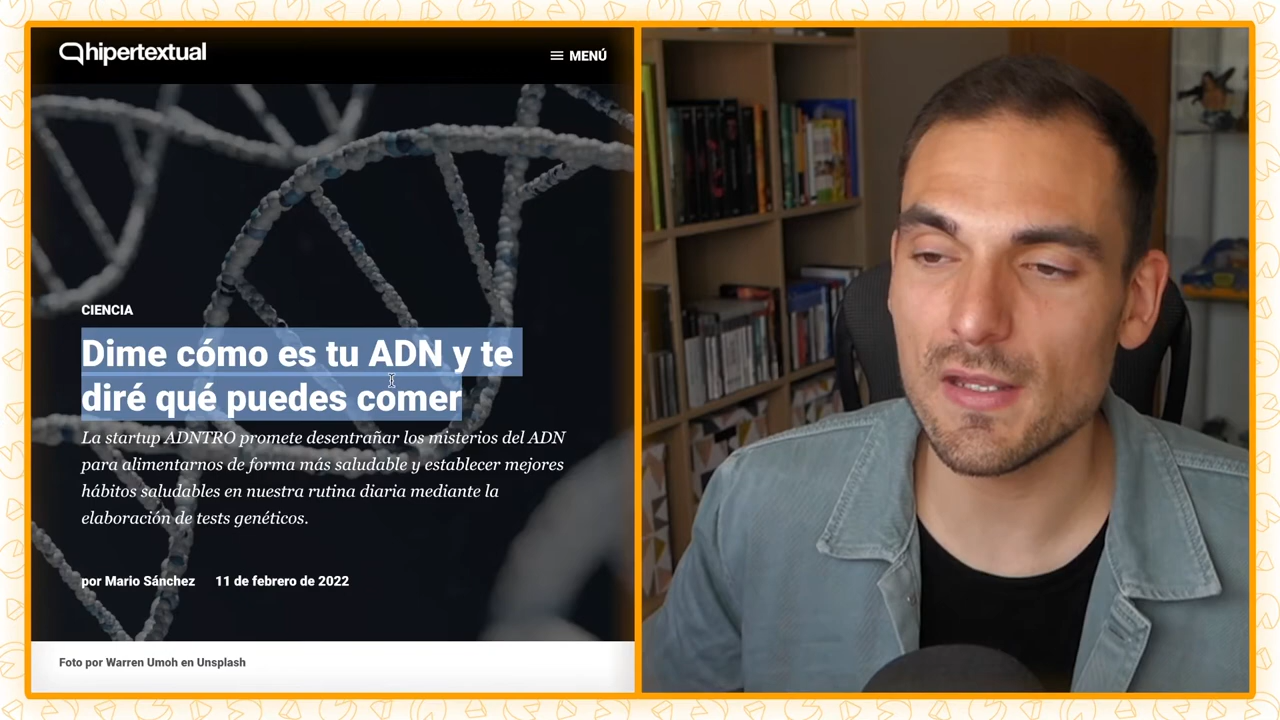 hipertextual
MENÚ
CIENCIA
Dime cómo es tu ADN y te
diré qué puedes comer
La startup ADNTRO promete desentrañar los misterios del ADN
para alimentarnos de forma más saludable y establecer mejores
hábitos saludables en nuestra rutina diaria mediante la
elaboración de tests genéticos.
por Mario Sánchez 11 de febrero de 2022
Foto por Warren Umoh en Unsplash